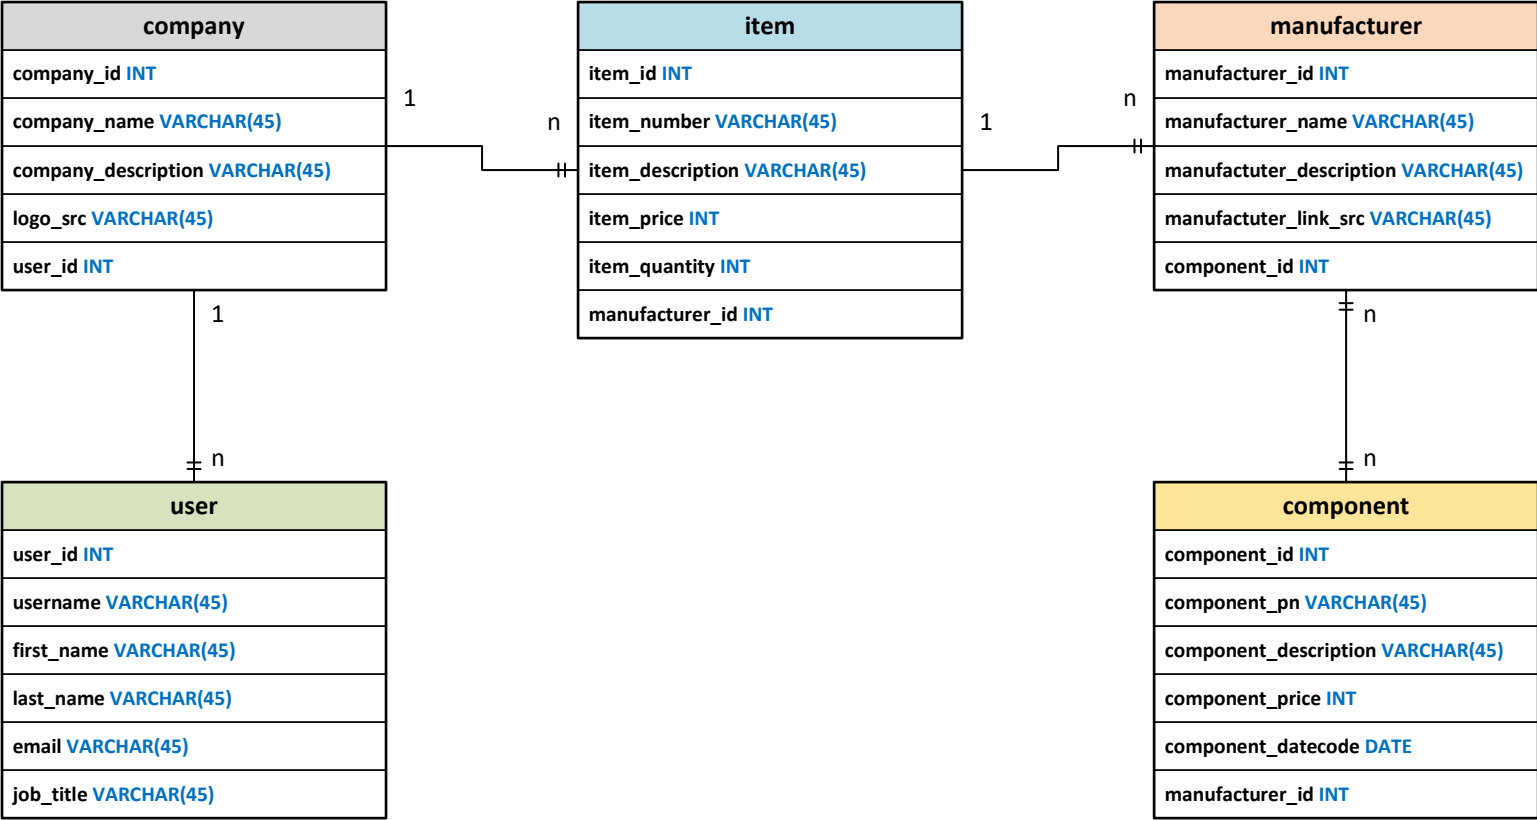 company
company_id INT
company_name VARCHAR(45)
company_description VARCHAR(45)
logo_src VARCHAR(45)
user_id INT
1
1
n
item
item_id INT
item_number VARCHAR(45)
item_description VARCHAR(45)
item_price INT
item_quantity INT
manufacturer_id INT
1
n
manufacturer
manufacturer_id INT
manufacturer_name VARCHAR(45)
manufactuter_description VARCHAR(45)
manufactuter_link_src VARCHAR(45)
component_id INT
n
n
n
user
user_id INT
username VARCHAR(45)
first_name VARCHAR(45)
last_name VARCHAR(45)
email VARCHAR(45)
job_title VARCHAR(45)
component
component_id INT
component_pn VARCHAR(45)
component_description VARCHAR(45)
component_price INT
component_datecode DATE
manufacturer_id INT